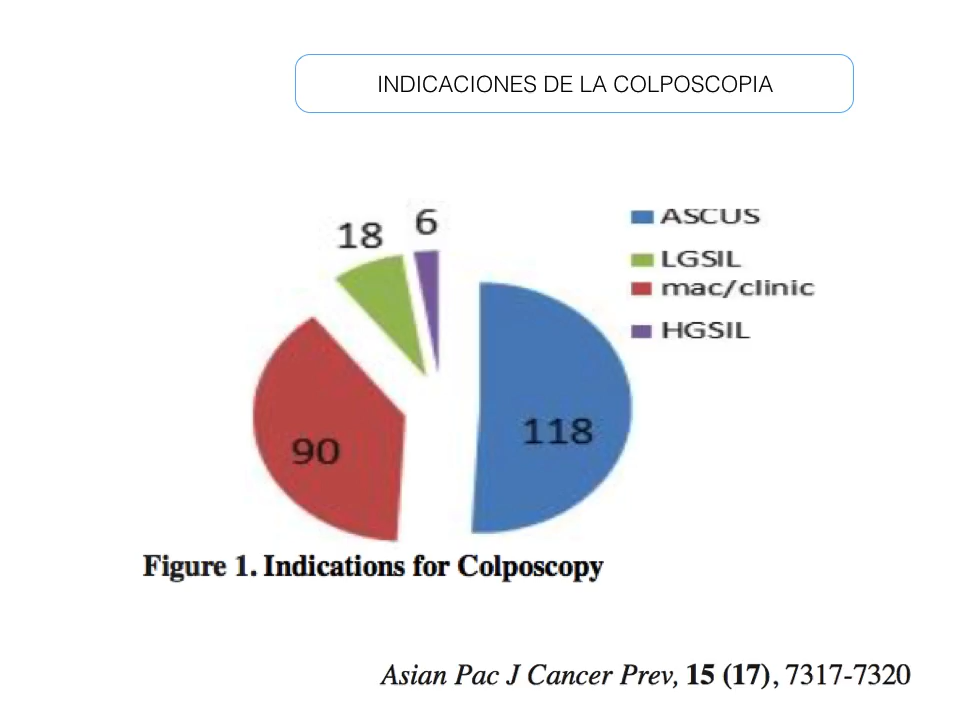 INDICACIONES DE LA COLPOSCOPIA
18
6
ASCUS
LGSIL
mac/clinic
HGSIL
118
90
Figure 1. Indications for Colposcopy
Asian Pac J Cancer Prev, 15 (17), 7317-7320